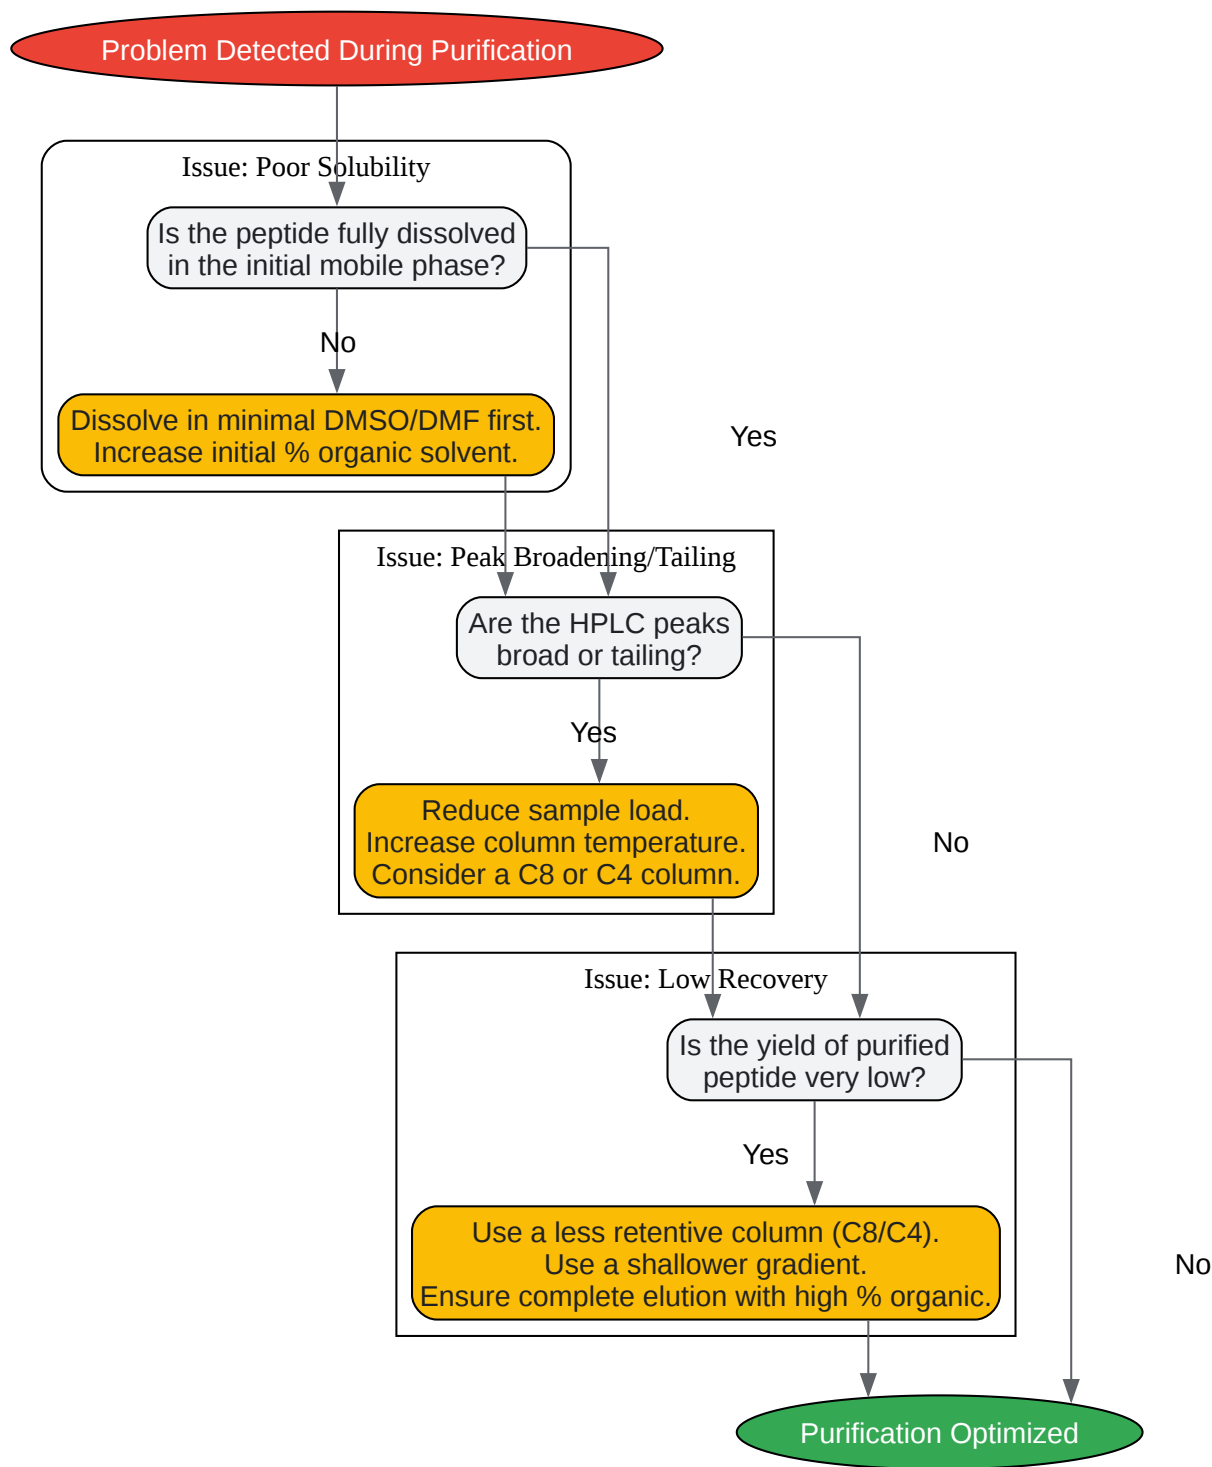 Problem Detected During Purification
Issue: Poor Solubility
Is the peptide fully dissolved
in the initial mobile phase?
No
Dissolve in minimal DMSO/DMF first.
Increase initial % organic solvent.
Yes
Issue: Peak Broadening/Tailing
Are the HPLC peaks
broad or tailing?
Yes
Reduce sample load.
Increase column temperature.
Consider a C8 or C4 column.
No
Issue: Low Recovery
Is the yield of purified
peptide very low?
Yes
Use a less retentive column (C8/C4).
Use a shallower gradient.
Ensure complete elution with high % organic.
No
Purification Optimized